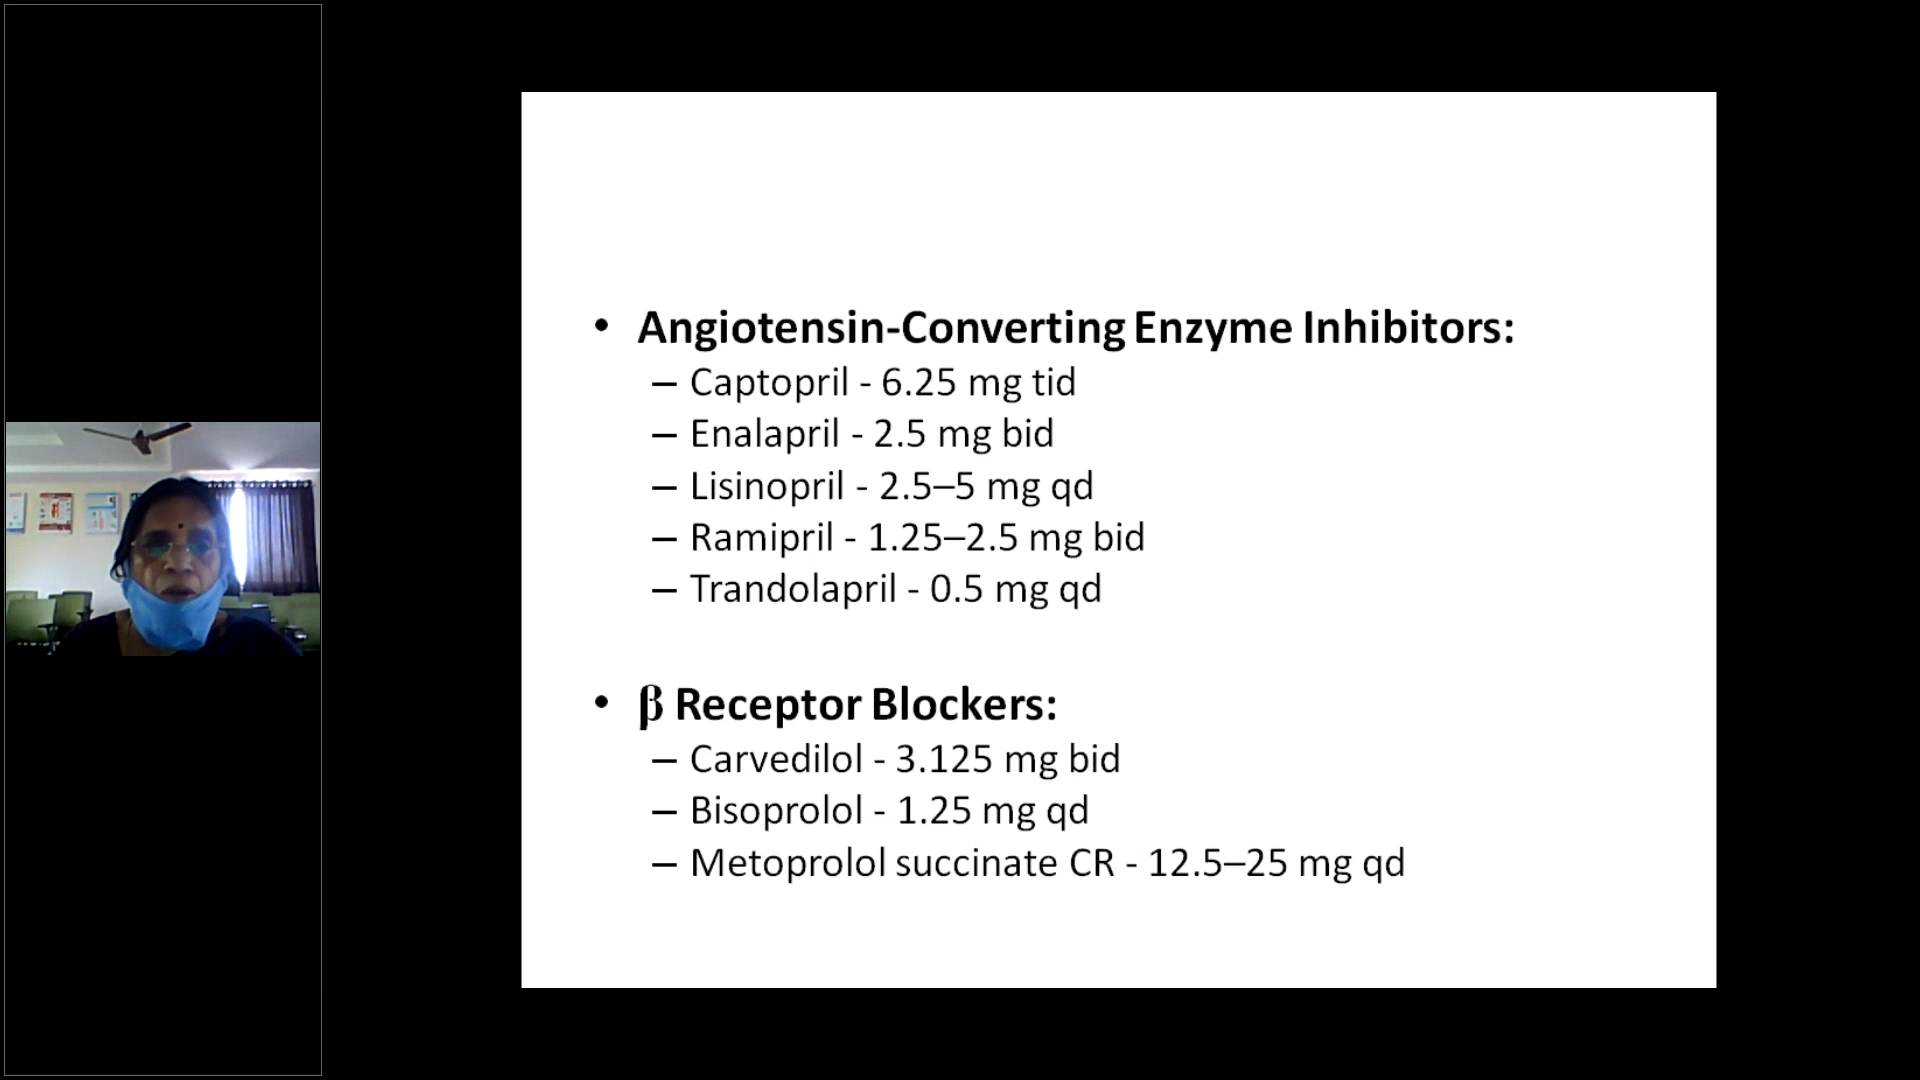 • Angiotensin-Converting Enzyme Inhibitors:
– Captopril - 6.25 mg tid
– Enalapril - 2.5 mg bid
– Lisinopril - 2.5–5 mg qd
– Ramipril - 1.25–2.5 mg bid
– Trandolapril - 0.5 mg qd
• β Receptor Blockers:
– Carvedilol - 3.125 mg bid
– Bisoprolol - 1.25 mg qd
– Metoprolol succinate CR - 12.5–25 mg qd